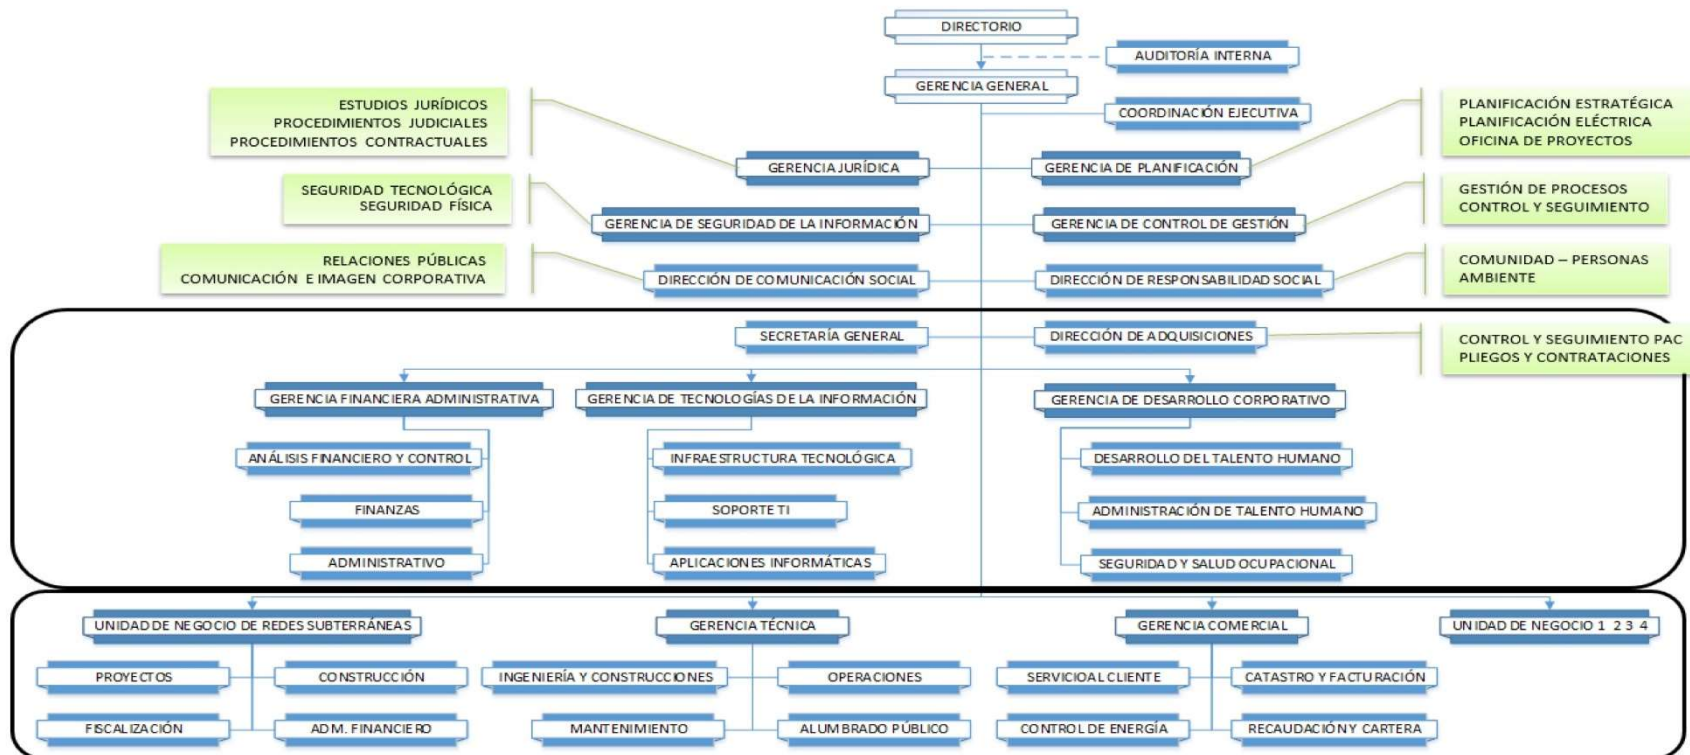 DIRECTORIO
AUDITORÍA INTERNA
GERENCIA GENERAL
COORDINACIÓN EJECUTIVA
ESTUDIOS JURÍDICOS
PROCEDIMIENTOS JUDICIALES
PROCEDIMIENTOS CONTRACTUALES
PLANIFICACIÓN ESTRATÉGICA
PLANIFICACIÓN ELÉCTRICA
OFICINA DE PROYECTOS
GERENCIA JURÍDICA
GERENCIA DE PLANIFICACIÓN
SEGURIDAD TECNOLÓGICA
SEGURIDAD FÍSICA
GESTIÓN DE PROCESOS
CONTROL Y SEGUIMIENTO
GERENCIA DE SEGURIDAD DE LA INFORMACIÓN
GERENCIA DE CONTROL DE GESTIÓN
RELACIONES PÚBLICAS
COMUNICACIÓN E IMAGEN CORPORATIVA
COMUNIDAD – PERSONAS
AMBIENTE
DIRECCIÓN DE COMUNICACIÓN SOCIAL
DIRECCIÓN DE RESPONSABILIDAD SOCIAL
SECRETARÍA GENERAL
DIRECCIÓN DE ADQUISICIONES
CONTROL Y SEGUIMIENTO PAC
PLIEGOS Y CONTRATACIONES
GERENCIA FINANCIERA ADMINISTRATIVA
GERENCIA DE TECNOLOGÍAS DE LA INFORMACIÓN
GERENCIA DE DESARROLLO CORPORATIVO
ANÁLISIS FINANCIERO Y CONTROL
INFRAESTRUCTURA TECNOLÓGICA
DESARROLLO DEL TALENTO HUMANO
FINANZAS
SOPORTE TI
ADMINISTRACIÓN DE TALENTO HUMANO
ADMINISTRATIVO
APLICACIONES INFORMÁTICAS
SEGURIDAD Y SALUD OCUPACIONAL
UNIDAD DE NEGOCIO DE REDES SUBTERRÁNEAS
GERENCIA TÉCNICA
GERENCIA COMERCIAL
UNIDAD DE NEGOCIO 1 2 3 4
PROYECTOS
CONSTRUCCIÓN
INGENIERÍA Y CONSTRUCCIONES
OPERACIONES
SERVICIO AL CLIENTE
CATASTRO Y FACTURACIÓN
FISCALIZACIÓN
ADM. FINANCIERO
MANTENIMIENTO
ALUMBRADO PÚBLICO
CONTROL DE ENERGÍA
RECAUDACIÓN Y CARTERA